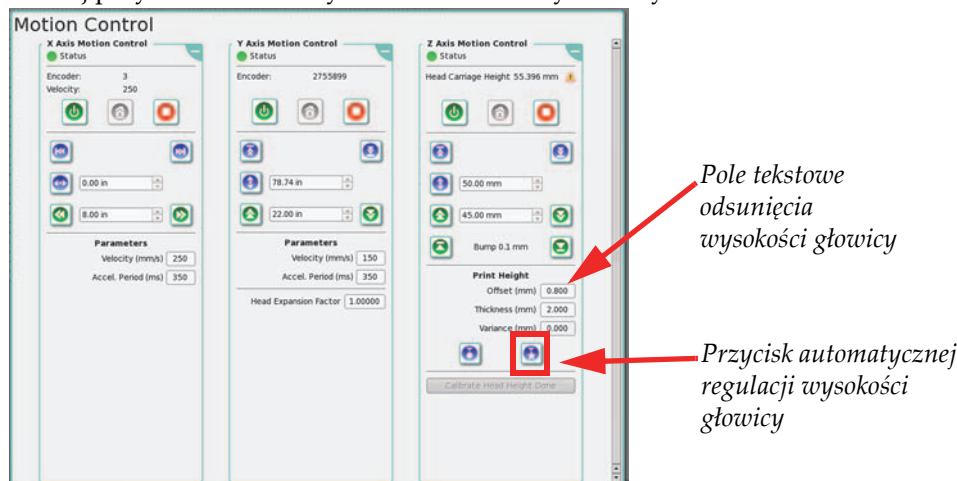 Motion Control
X Axis Motion Control
Status
Encoder: 3
Velocity: 250
0.00 in
8.00 in
Parameters
Velocity (mm/s) 250
Accel. Period (ms) 350
Y Axis Motion Control
Status
Encoder: 2755899
78.74 in
22.00 in
Parameters
Velocity (mm/s) 150
Accel. Period (ms) 350
Head Expansion Factor 1.00000
Z Axis Motion Control
Status
Head Carriage Height 55.396 mm
50.00 mm
45.00 mm
Bump 0.1 mm
Print Height
Offset (mm) 0.800
Thickness (mm) 2.000
Variance (mm) 0.000
Calibrate Head Height Done
Pole tekstowe
odsunięcia
wysokości głowicy
Przycisk automatycznej
regulacji wysokości
głowicy